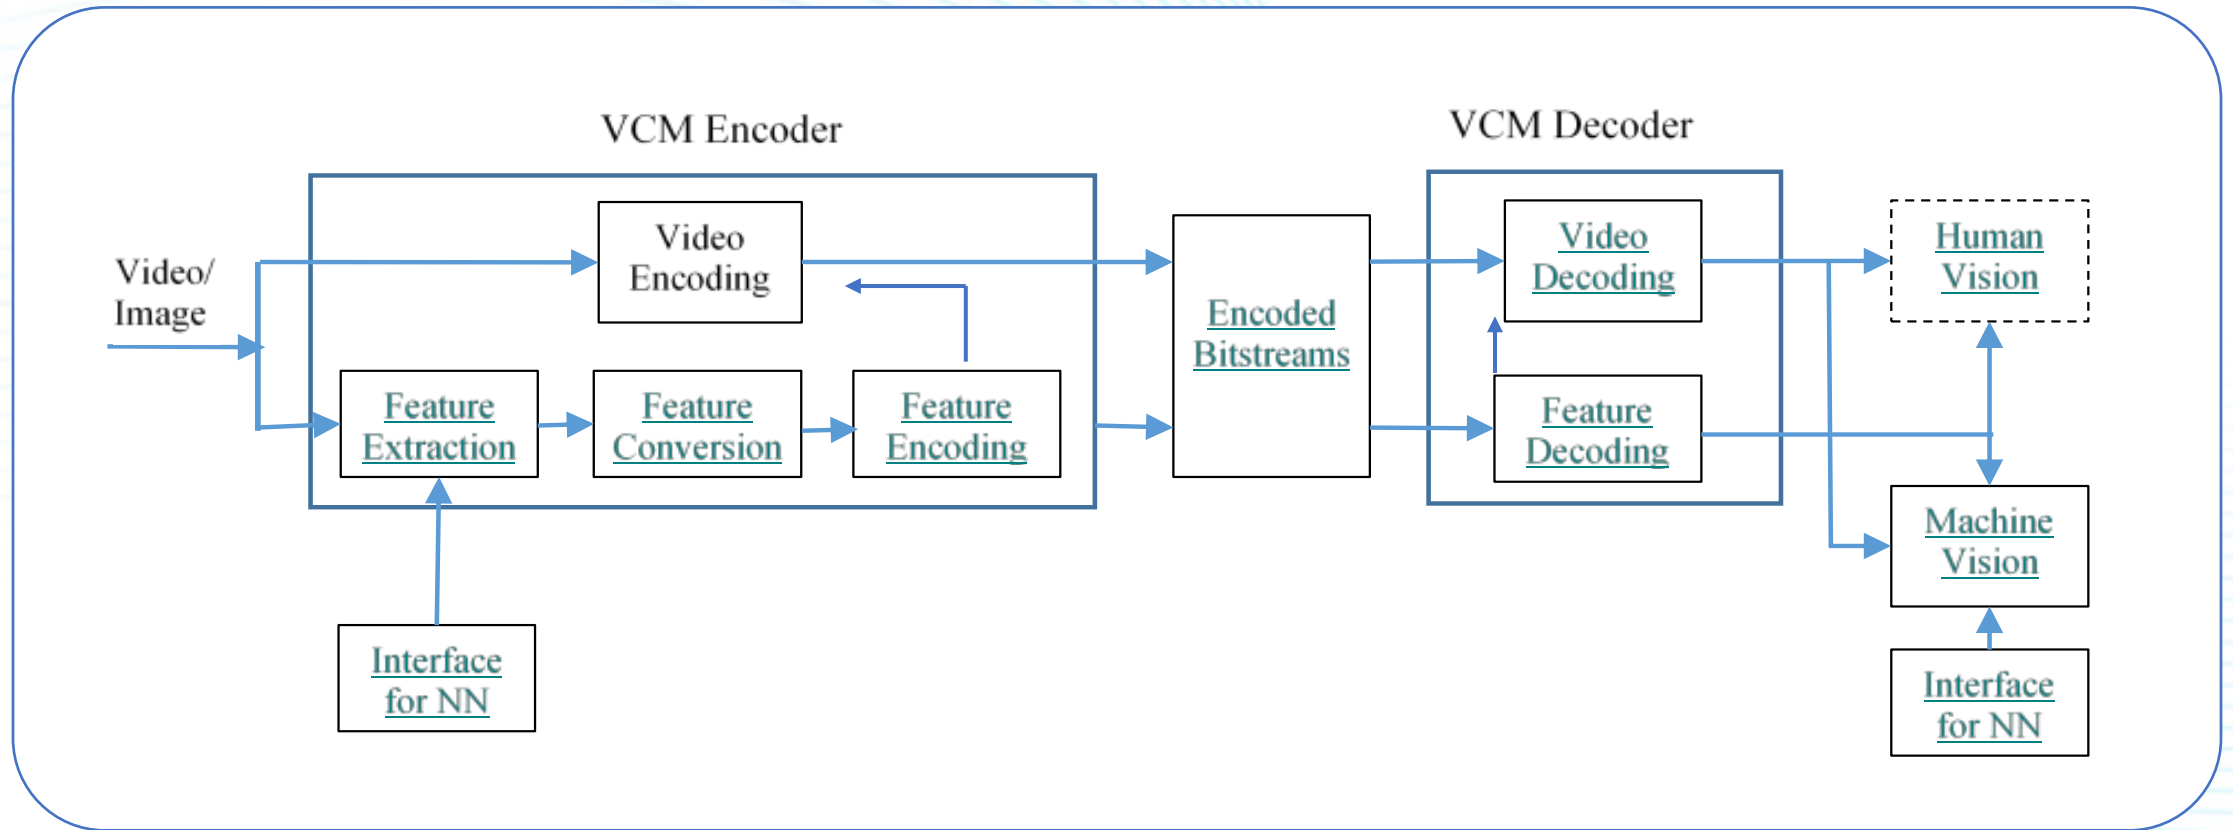 VCM Encoder
VCM Decoder
Video/
Image
Video
Encoding
Feature
Extraction
Feature
Conversion
Feature
Encoding
Interface
for NN
Encoded
Bitstreams
Video
Decoding
Feature
Decoding
Human
Vision
Machine
Vision
Interface
for NN